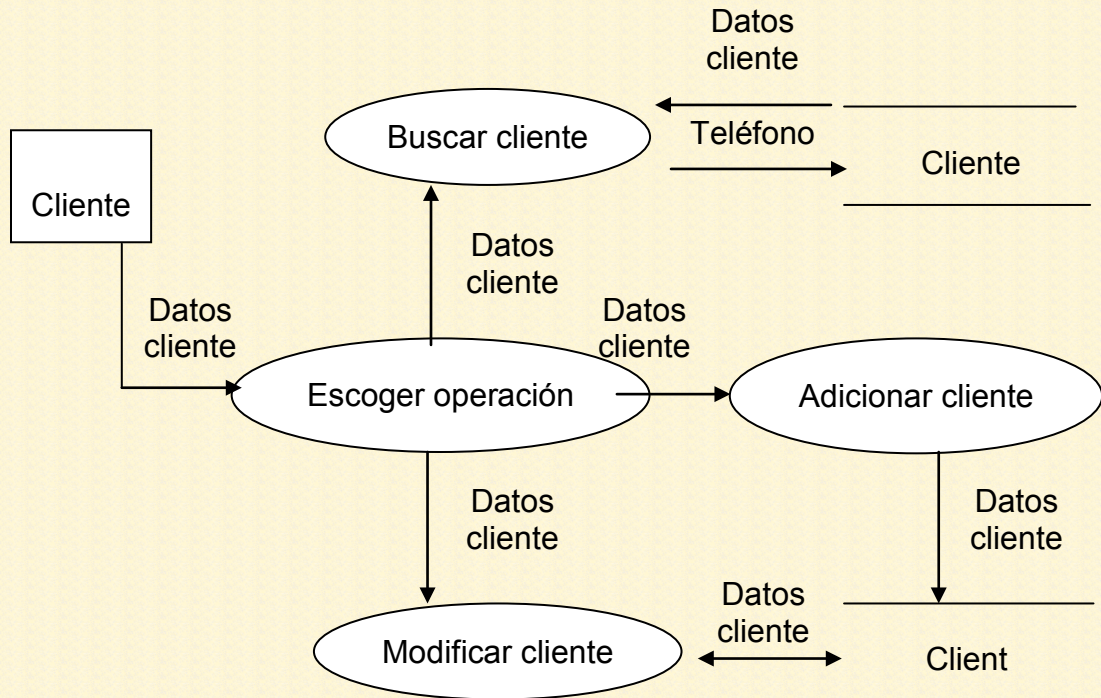 Datos
cliente
Buscar cliente
Teléfono
Cliente
Cliente
Datos
cliente
Datos
cliente
Datos
cliente
Escoger operación
Adicionar cliente
Datos
cliente
Datos
cliente
Datos
cliente
Modificar cliente
Client